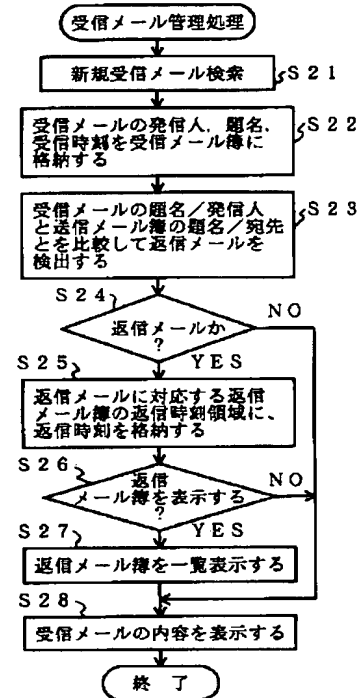 受信メール管理処理
新規受信メール検索
S21
受信メールの発信人，題名，
受信時刻を受信メール簿に
格納する
S22
受信メールの題名／発信人
と送信メール簿の題名／宛先
とを比較して返信メールを
検出する
S23
S24
返信メールか
?
NO
YES
S25
返信メールに対応する返信
メール簿の返信時刻領域に、
返信時刻を格納する
S26
返信
メール簿を表示する
?
NO
YES
S27
返信メール簿を一覧表示する
S28
受信メールの内容を表示する
終 了